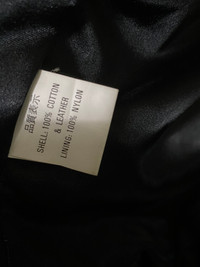 品質表示
SHELL:100% COTTON
& LEATHER
LINING:100% NYLON